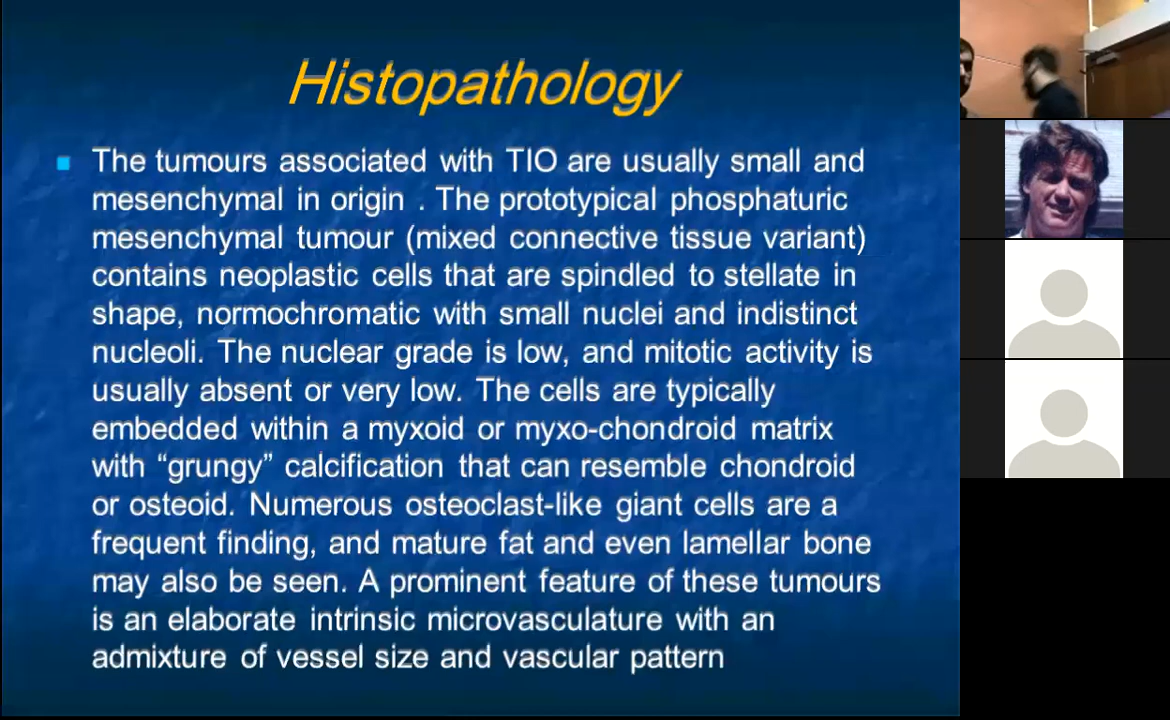 Histopathology
The tumours associated with TIO are usually small and
mesenchymal in origin . The prototypical phosphaturic
mesenchymal tumour (mixed connective tissue variant)
contains neoplastic cells that are spindled to stellate in
shape, normochromatic with small nuclei and indistinct
nucleoli. The nuclear grade is low, and mitotic activity is
usually absent or very low. The cells are typically
embedded within a myxoid or myxo-chondroid matrix
with “grungy” calcification that can resemble chondroid
or osteoid. Numerous osteoclast-like giant cells are a
frequent finding, and mature fat and even lamellar bone
may also be seen. A prominent feature of these tumours
is an elaborate intrinsic microvasculature with an
admixture of vessel size and vascular pattern